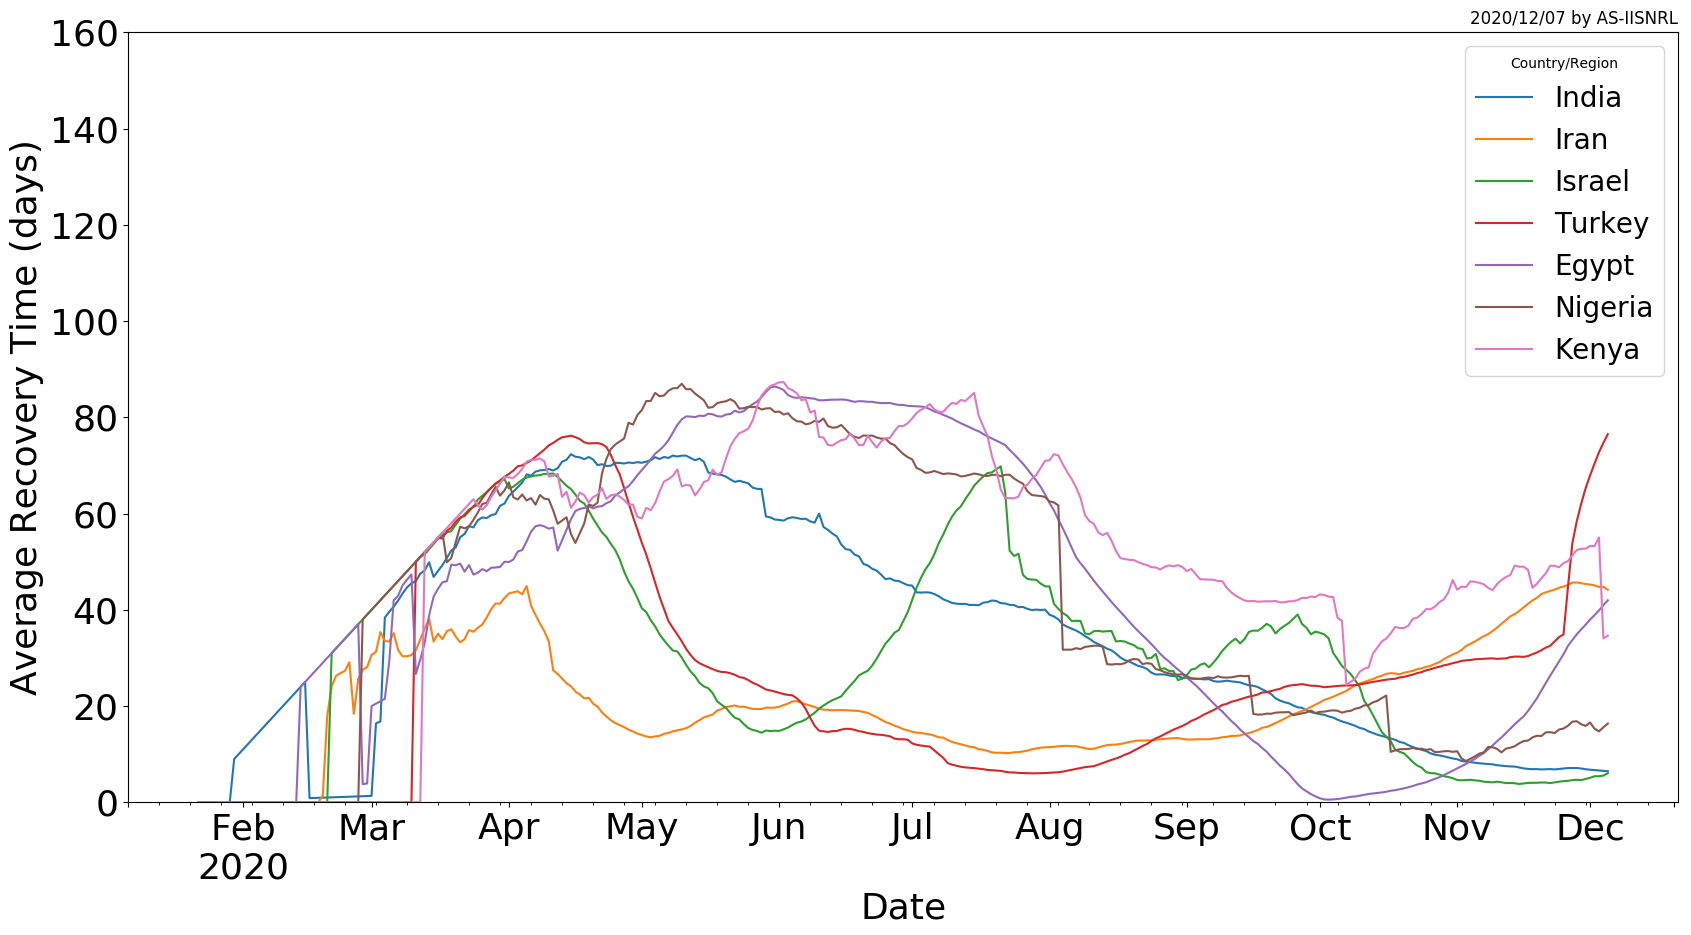 2020/12/07 by AS-IISNRL
Average Recovery Time (days)
160
140
120
100
80
60
40
20
0
Country/Region
India
Iran
Israel
Turkey
Egypt
Nigeria
Kenya
Feb Mar Apr May Jun Jul Aug Sep Oct Nov Dec
2020
Date